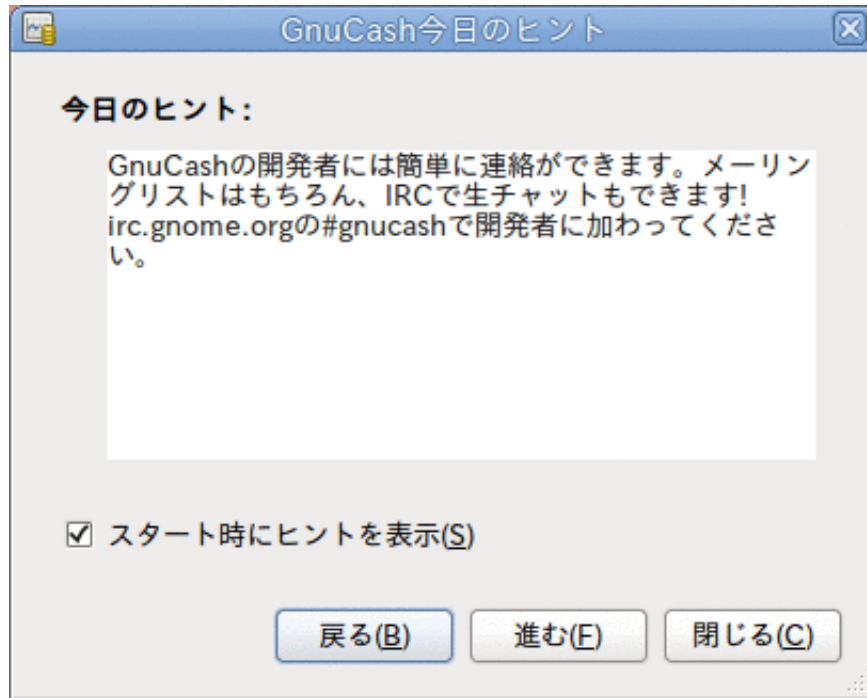 GnuCash今日のヒント
今日のヒント:
GnuCashの開発者には簡単に連絡ができます。メーリン
グリストはもちろん、IRCで生チャットもできます!
irc.gnome.orgの#gnucashで開発者に加わってくださ
い。
スタート時にヒントを表示(S)
戻る(B) 進む(F) 閉じる(C)